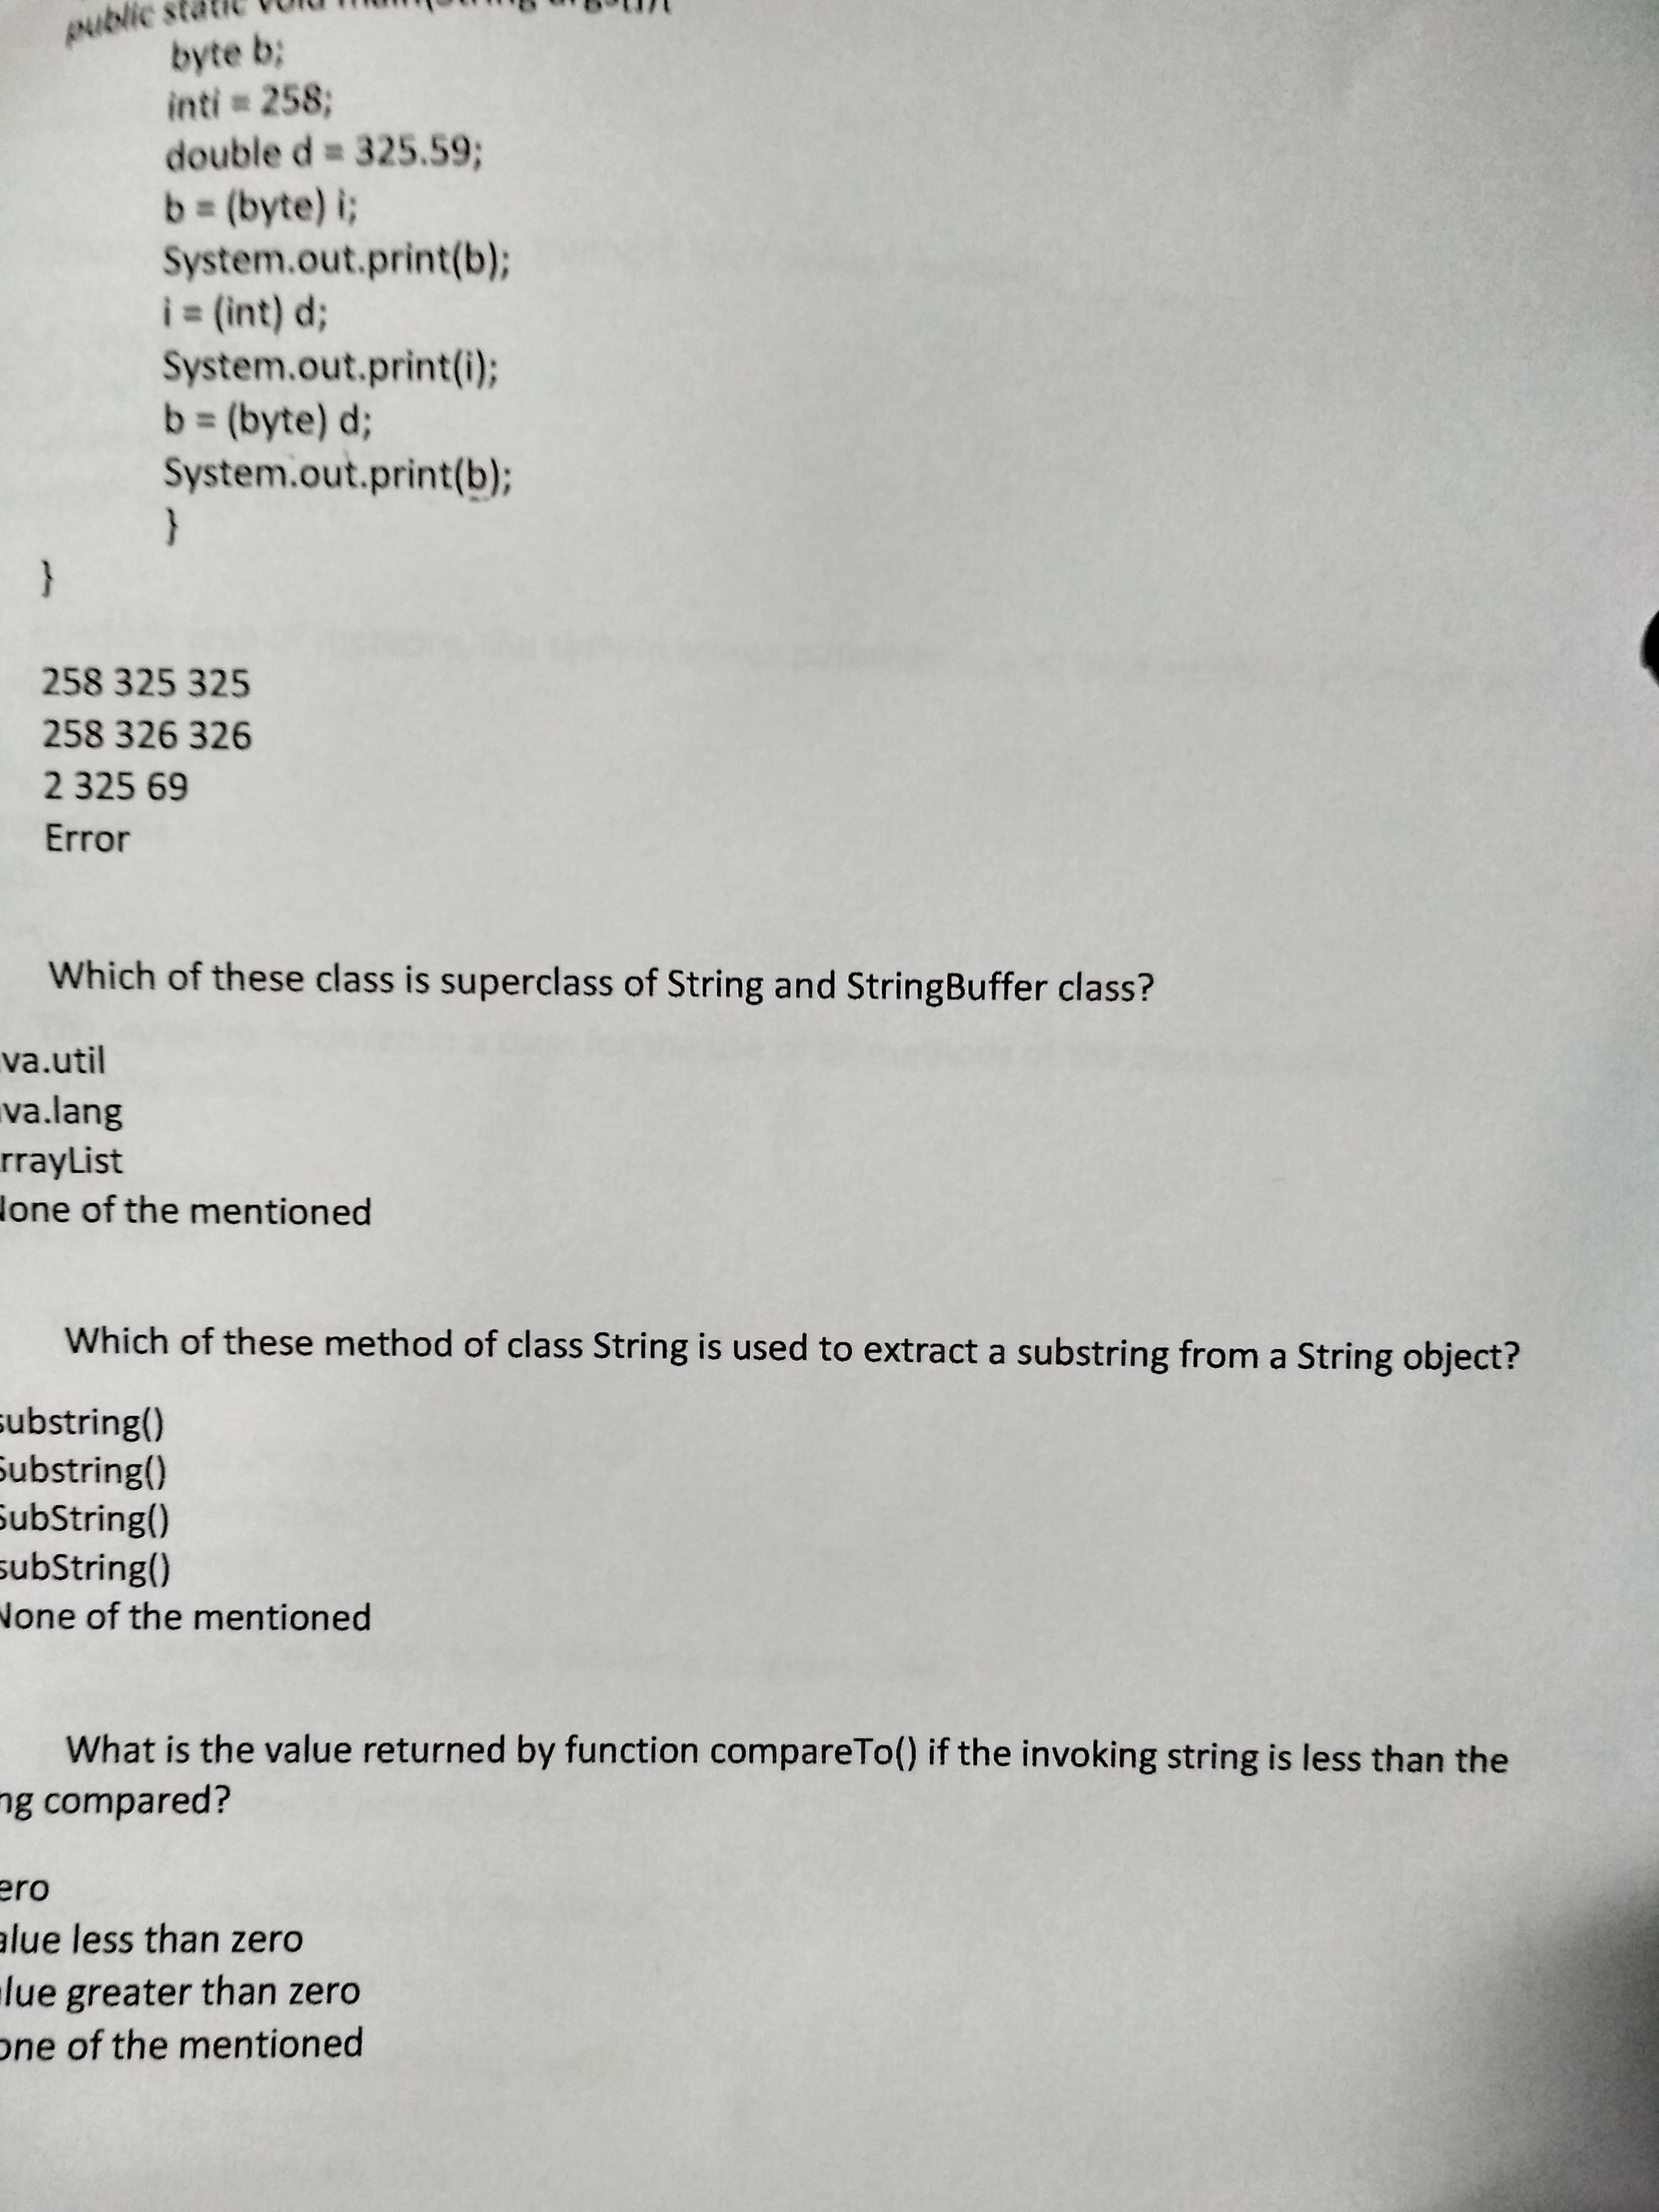 public static void main(String args[]){
byte b;
inti = 258;
double d = 325.59;
b = (byte) i;
System.out.print(b);
i = (int) d;
System.out.print(i);
b = (byte) d;
System.out.print(b);
}
}
258 325 325
258 326 326
2 325 69
Error
Which of these class is superclass of String and StringBuffer class?
va.util
va.lang
rrayList
None of the mentioned
Which of these method of class String is used to extract a substring from a String object?
substring()
Substring()
SubString()
subString()
None of the mentioned
What is the value returned by function compareTo() if the invoking string is less than the
ng compared?
ero
alue less than zero
lue greater than zero
one of the mentioned